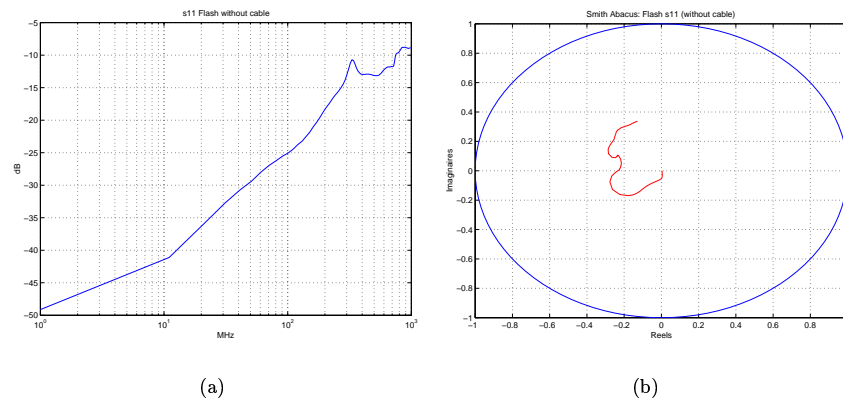 s11 Flash without cable
−5
−10
−15
−20
−25
−30
−35
−40
−45
−50
dB
10^0
10^1
10^2
10^3
MHz
(a)
Smith Abacus: Flash s11 (without cable)
1
0.8
0.6
0.4
0.2
0
−0.2
−0.4
−0.6
−0.8
−1
Imaginaires
−1 −0.8 −0.6 −0.4 −0.2 0 0.2 0.4 0.6 0.8
Reels
(b)